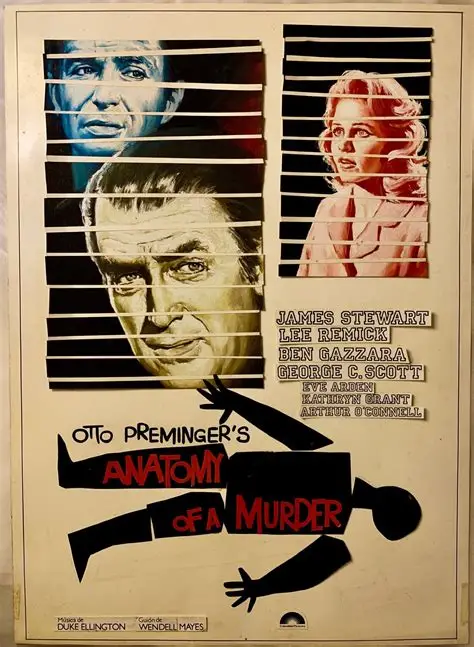 JAMES STEWART
LEE REMICK
BEN GAZZARA
GEORGE C. SCOTT
EVE ARDEN
KATHRYN GRANT
ARTHUR O'CONNELL
OTTO PREMINGER'S
ANATOMY
OF A MURDER
Música de
DUKE ELLINGTON
Guión de
WENDELL MAYES